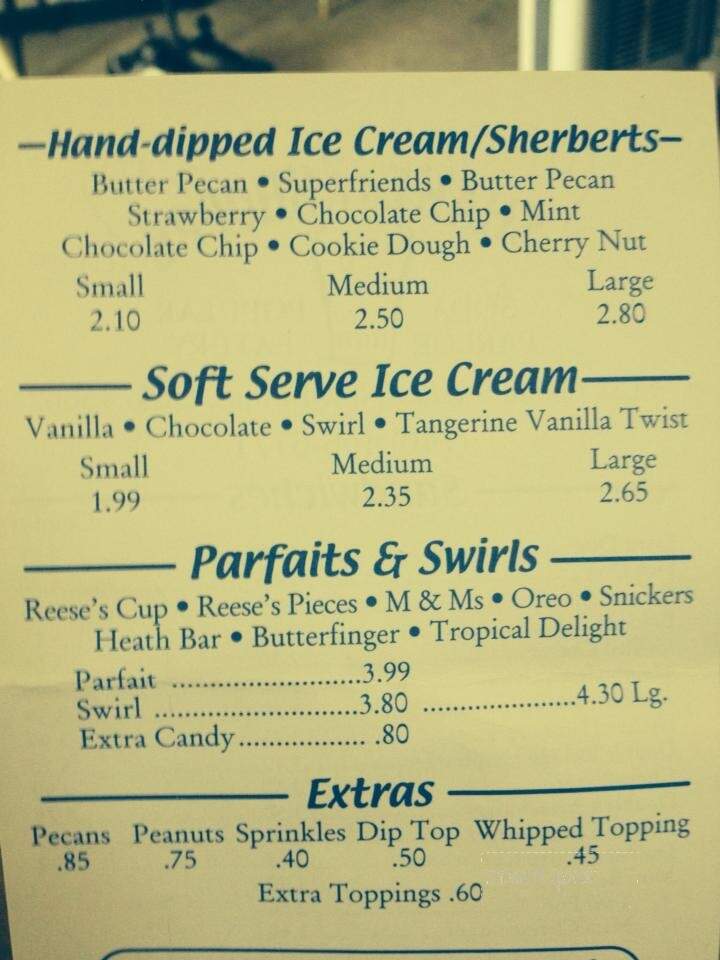 Hand-dipped Ice Cream/Sherberts
Butter Pecan • Superfriends • Butter Pecan
Strawberry • Chocolate Chip • Mint
Chocolate Chip • Cookie Dough • Cherry Nut
Small Medium Large
2.10 2.50 2.80
Soft Serve Ice Cream
Vanilla • Chocolate • Swirl • Tangerine Vanilla Twist
Small Medium Large
1.99 2.35 2.65
Parfaits & Swirls
Reese's Cup • Reese's Pieces • M & Ms • Oreo • Snickers
Heath Bar • Butterfinger • Tropical Delight
Parfait ........................3.99
Swirl ..........................3.80 ....................4.30 Lg.
Extra Candy................ .80
Extras
Pecans Peanuts Sprinkles Dip Top Whipped Topping
.85 .75 .40 .50 .45
Extra Toppings .60